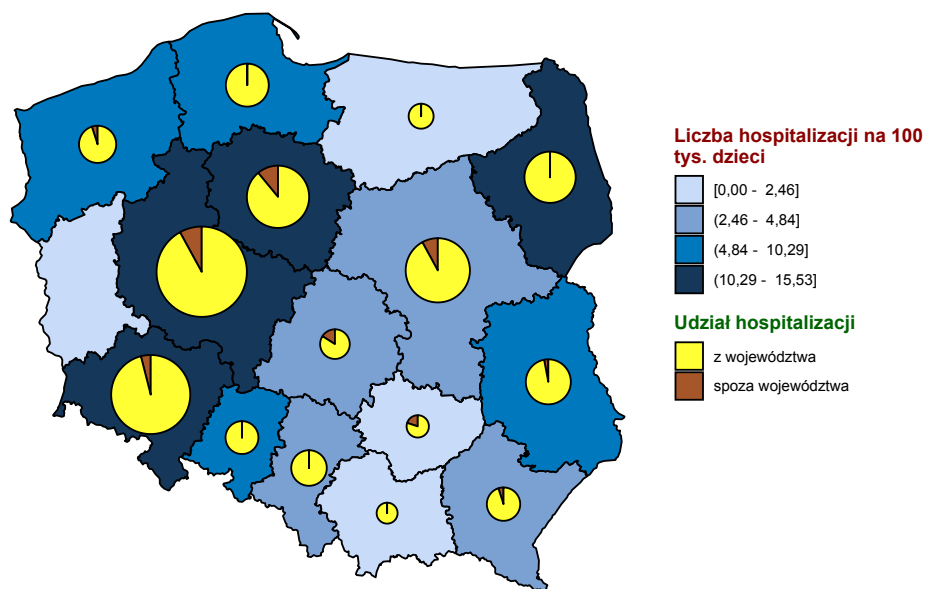 Liczba hospitalizacji na 100
tys. dzieci
[0,00 - 2,46]
(2,46 - 4,84]
(4,84 - 10,29]
(10,29 - 15,53]
Udział hospitalizacji
z województwa
spoza województwa